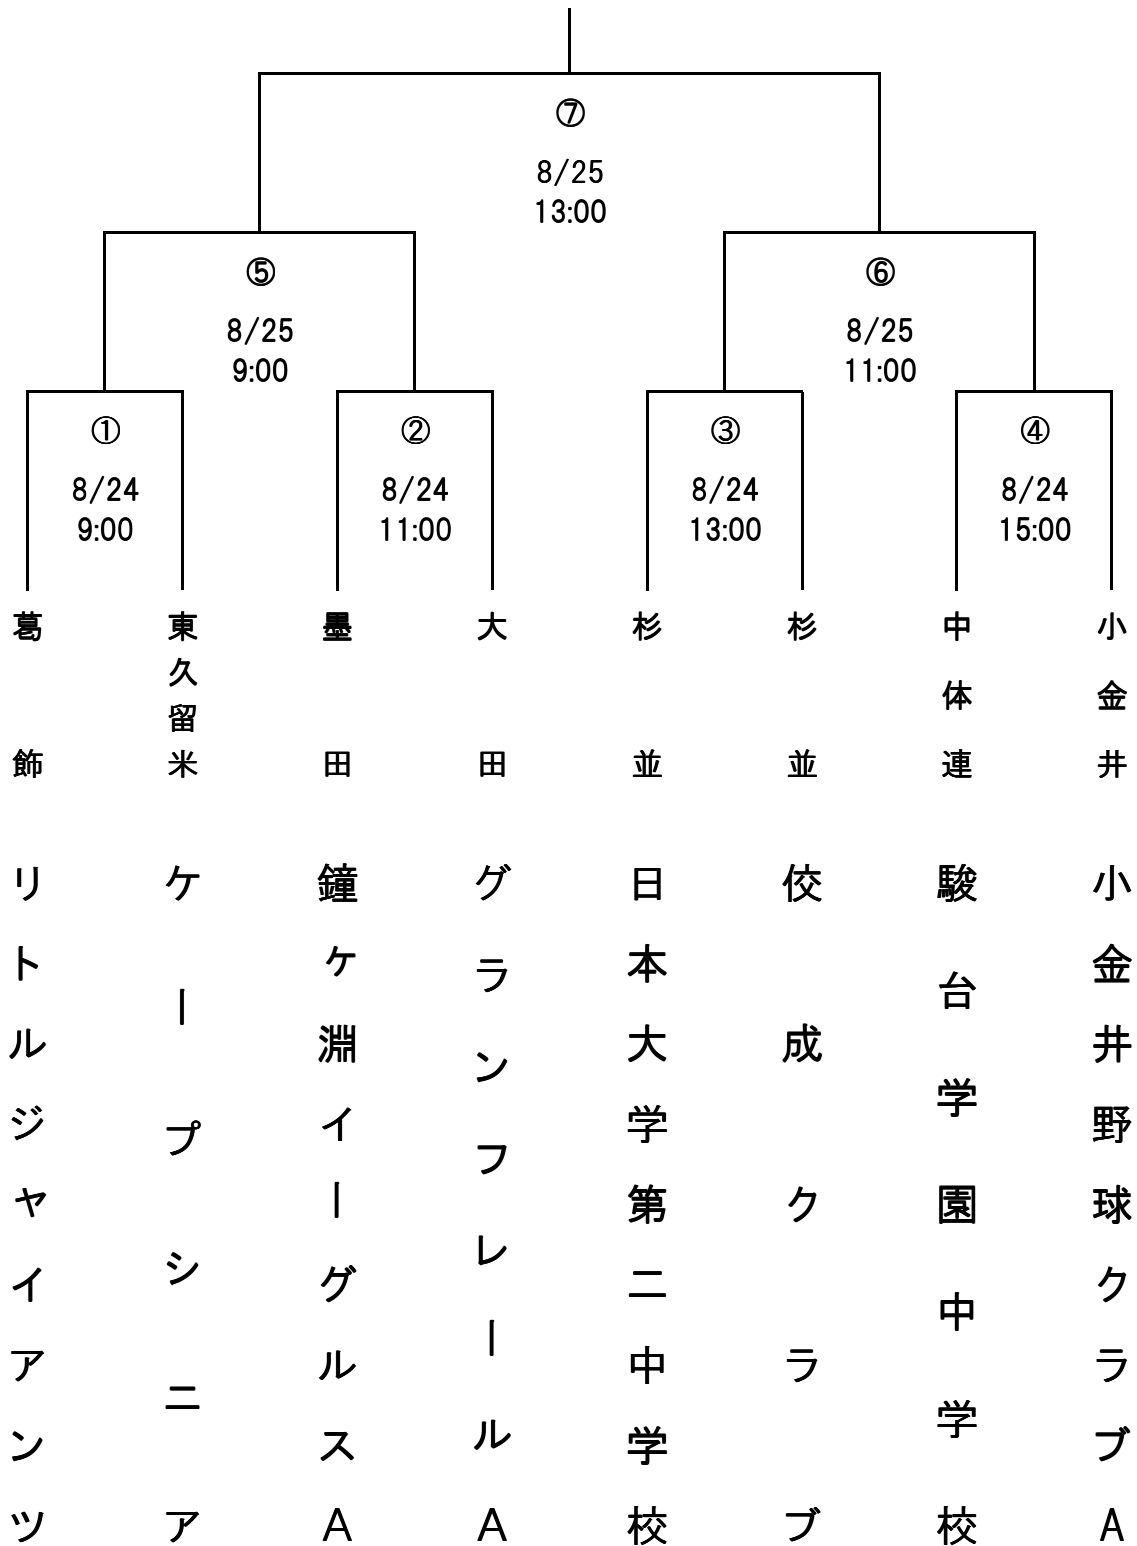 ⑦
8/25
13:00
⑤
8/25
9:00
⑥
8/25
11:00
①
8/24
9:00
②
8/24
11:00
③
8/24
13:00
④
8/24
15:00
葛飾
リトルジャイアンツ
東久留米
ケープシニア
墨田
鐘ヶ淵イーグルスA
大田
グランフレールA
杉並
日本大学第二中学校
杉並
佼成クラブ
中体連
駿台学園中学校
小金井
小金井野球クラブA